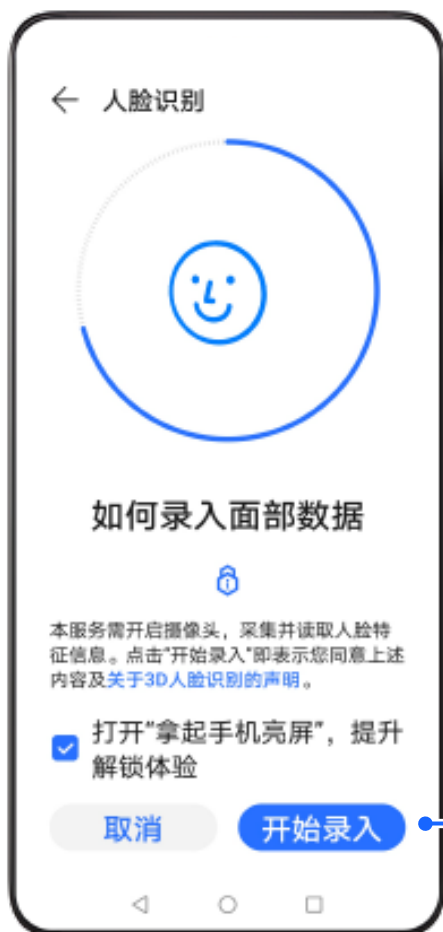 人脸识别
如何录入面部数据
本服务需开启摄像头，采集并读取人脸特
征信息。点击"开始录入"即表示您同意上述
内容及关于3D人脸识别的声明。
打开"拿起手机亮屏"，提升
解锁体验
取消
开始录入